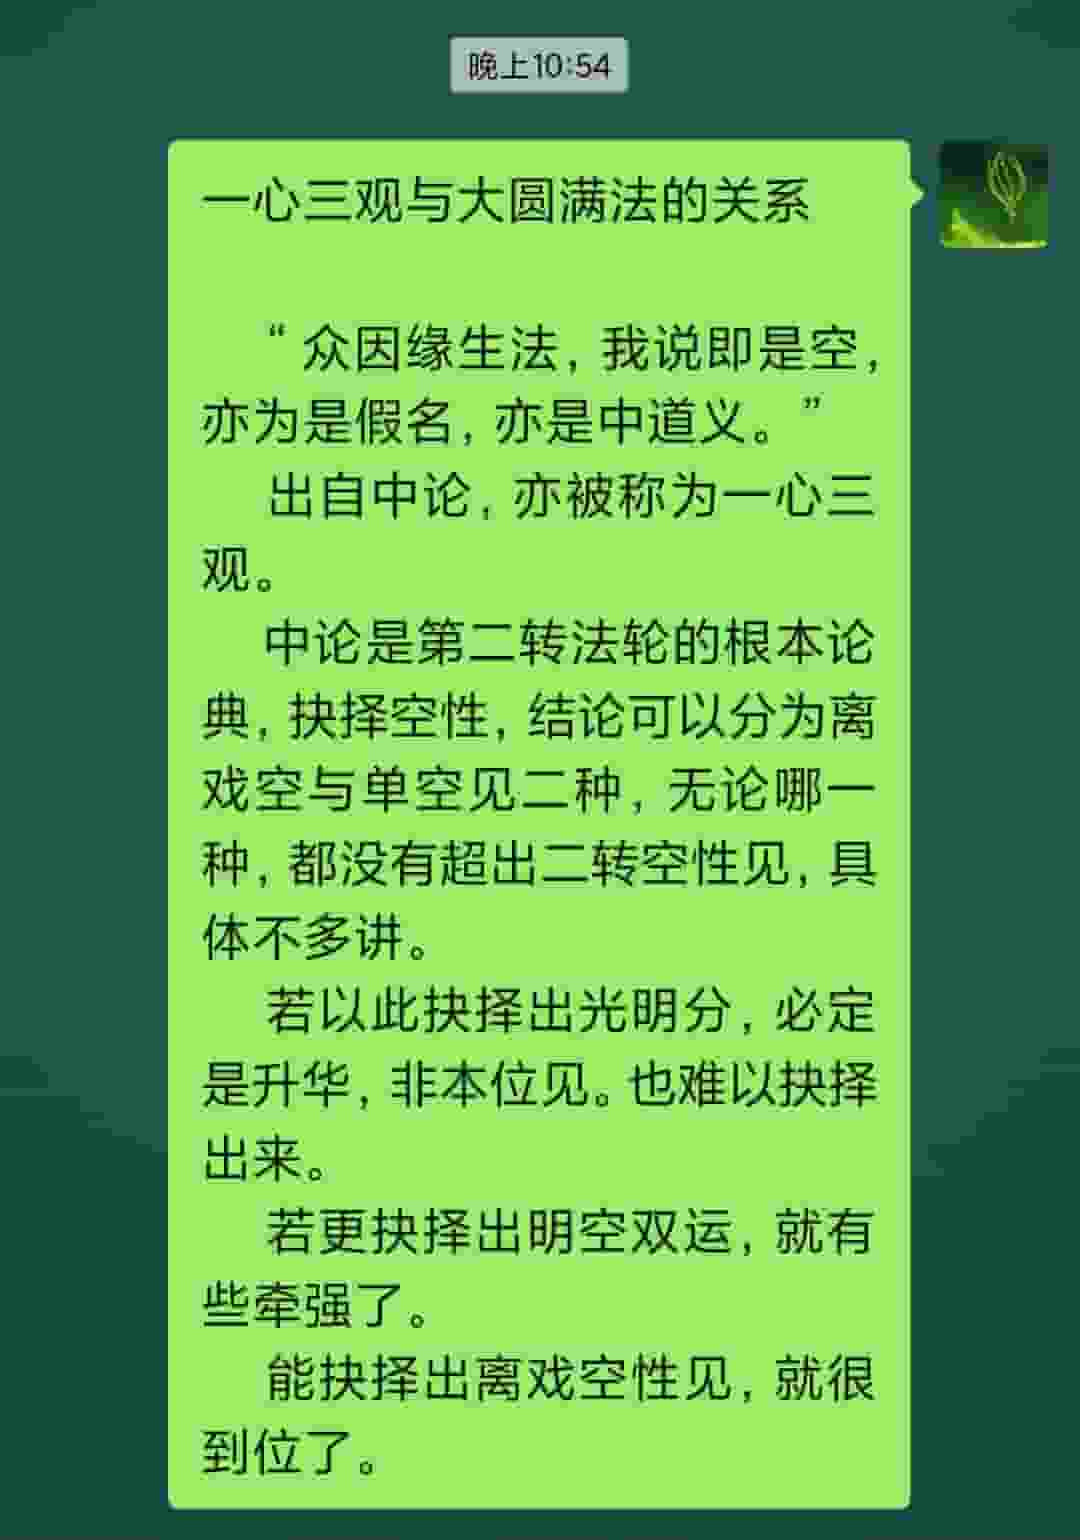 晚上10:54
一心三观与大圆满法的关系
“众因缘生法，我说即是空，
亦为是假名，亦是中道义。”
出自中论，亦被称为一心三
观。
中论是第二转法轮的根本论
典，抉择空性，结论可以分为离
戏空与单空见二种，无论哪一
种，都没有超出二转空性见，具
体不多讲。
若以此抉择出光明分，必定
是升华，非本位见。也难以抉择
出来。
若更抉择出明空双运，就有
些牵强了。
能抉择出离戏空性见，就很
到位了。